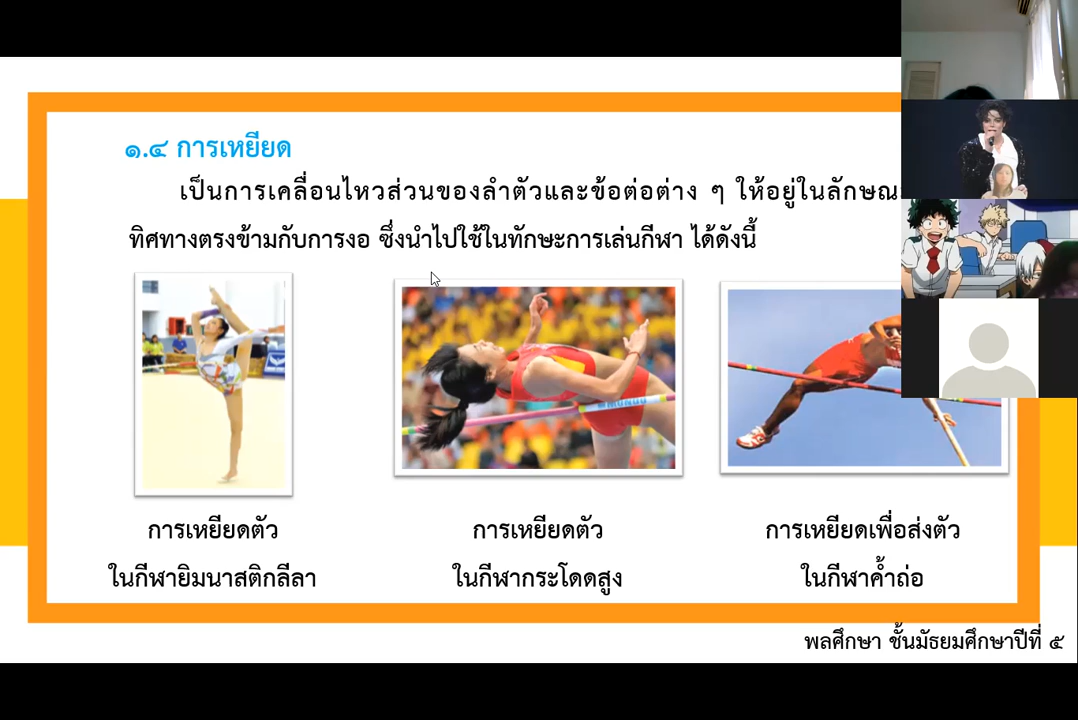 ๑.๔ การเหยียด
เป็นการเคลื่อนไหวส่วนของลำตัวและข้อต่อต่าง ๆ ให้อยู่ในลักษณะ
ทิศทางตรงข้ามกับการงอ ซึ่งนำไปใช้ในทักษะการเล่นกีฬา ได้ดังนี้
การเหยียดตัว
ในกีฬายิมนาสติกลีลา
การเหยียดตัว
ในกีฬากระโดดสูง
การเหยียดเพื่อส่งตัว
ในกีฬาค้ำถ่อ
พลศึกษา ชั้นมัธยมศึกษาปีที่ ๕